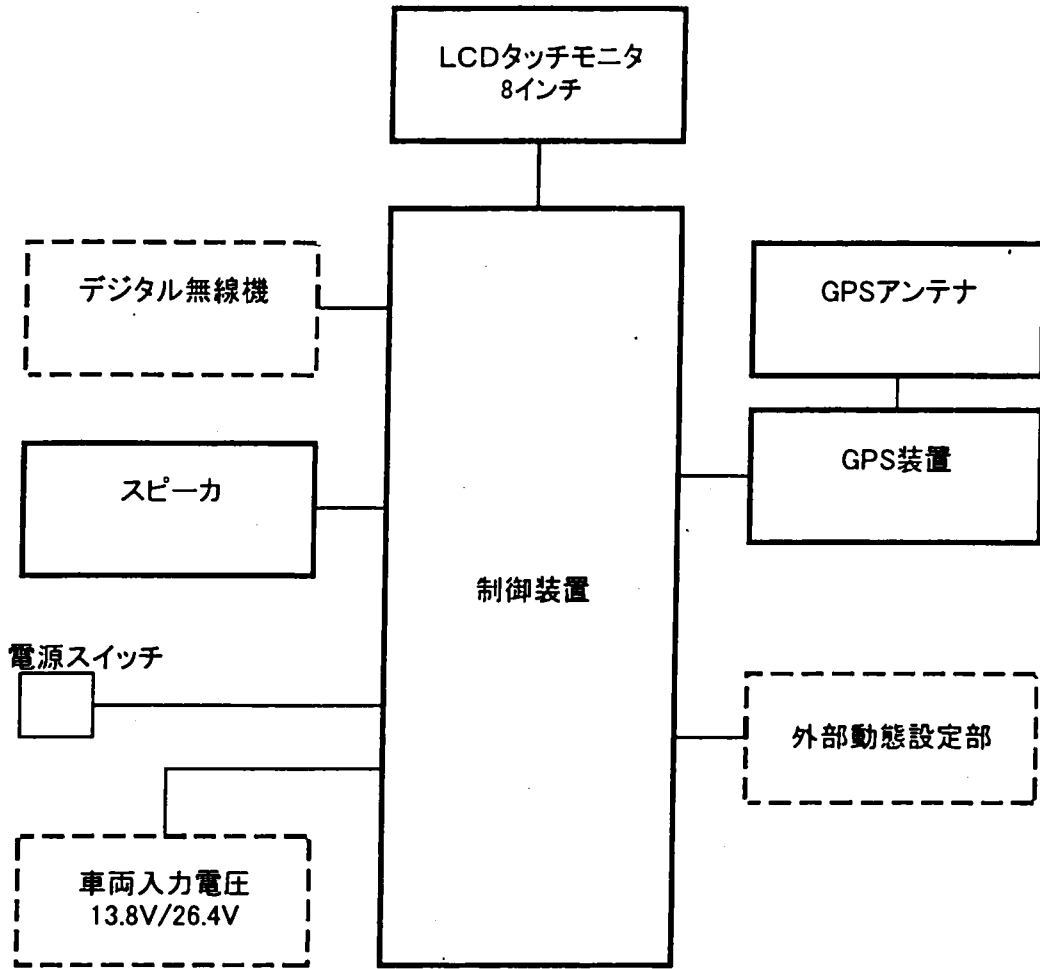 LCDタッチモニタ
8インチ
デジタル無線機
GPSアンテナ
スピーカ
GPS装置
制御装置
電源スイッチ
外部動態設定部
車両入力電圧
13.8V/26.4V